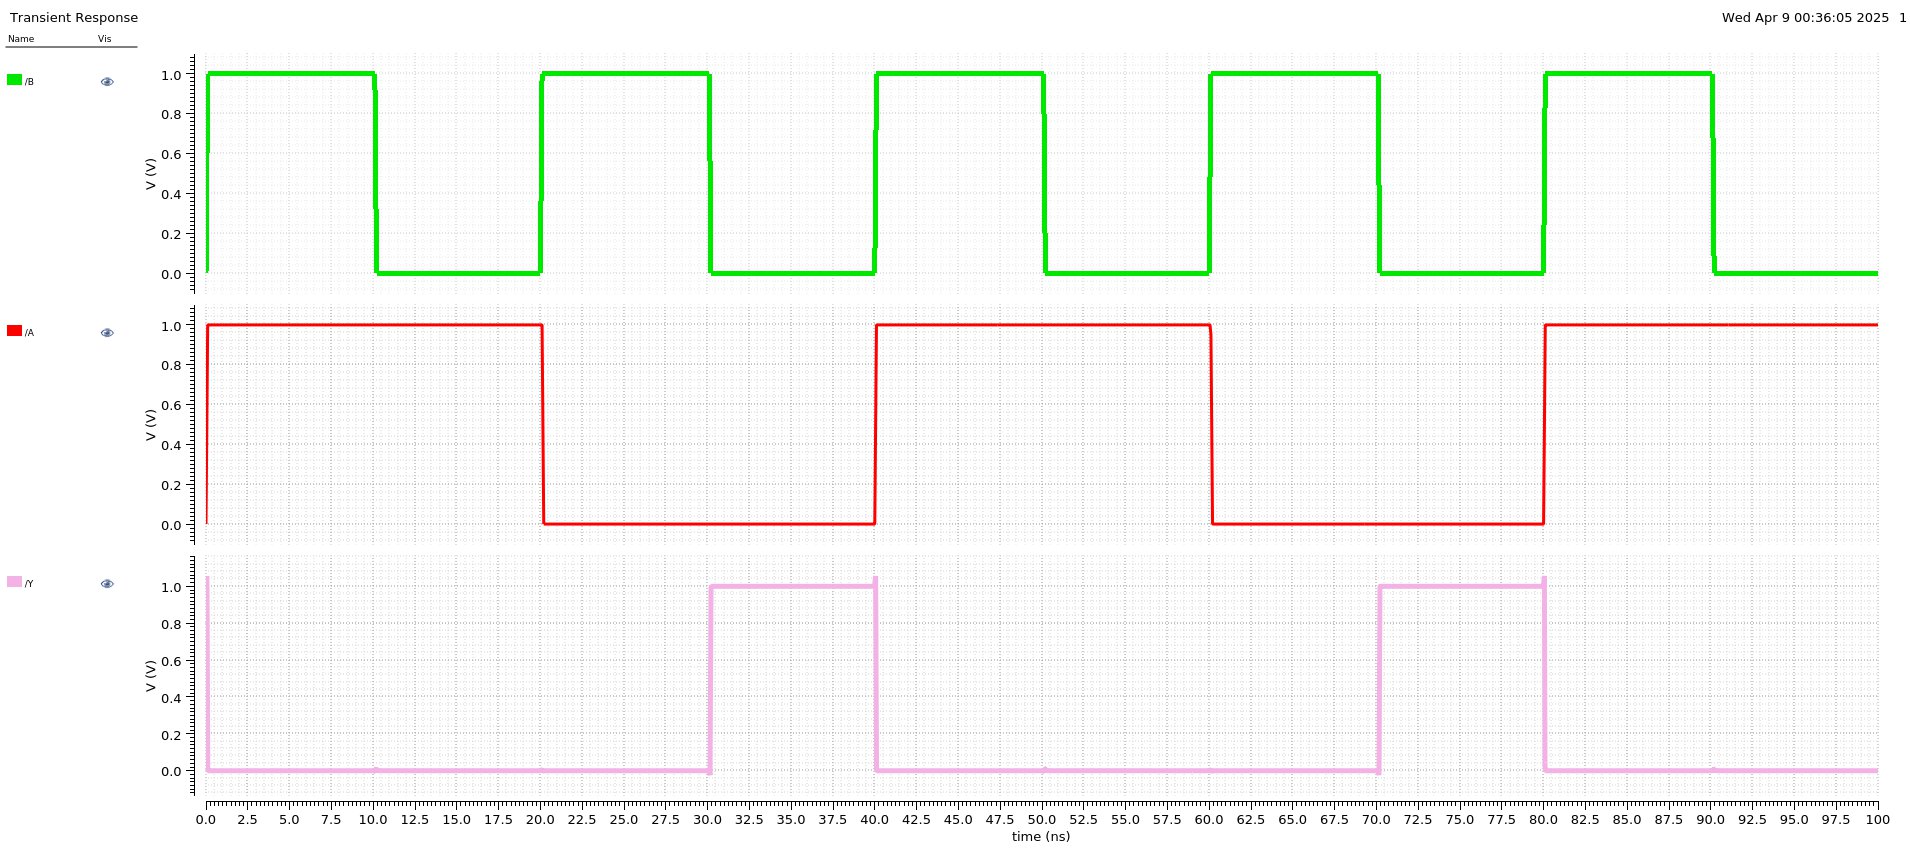 Transient Response
Wed Apr 9 00:36:05 2025 1
Name Vis
/B
1.0
0.8
0.6
0.4
0.2
0.0
V (V)
/A
1.0
0.8
0.6
0.4
0.2
0.0
V (V)
/Y
1.0
0.8
0.6
0.4
0.2
0.0
V (V)
0.0 2.5 5.0 7.5 10.0 12.5 15.0 17.5 20.0 22.5 25.0 27.5 30.0 32.5 35.0 37.5 40.0 42.5 45.0 47.5 50.0 52.5 55.0 57.5 60.0 62.5 65.0 67.5 70.0 72.5 75.0 77.5 80.0 82.5 85.0 87.5 90.0 92.5 95.0 97.5 100
time (ns)